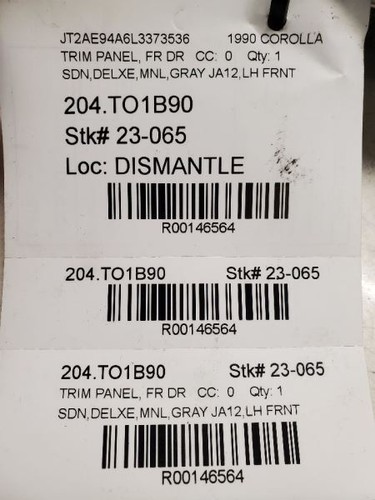 JT2AE94A6L3373536 1990 COROLLA
TRIM PANEL, FR DR CC: 0 Qty: 1
SDN,DELXE,MNL,GRAY JA12,LH FRNT
204.TO1B90
Stk# 23-065
Loc: DISMANTLE
R00146564
204.TO1B90 Stk# 23-065
R00146564
204.TO1B90 Stk# 23-065
TRIM PANEL, FR DR CC: 0 Qty: 1
SDN,DELXE,MNL,GRAY JA12,LH FRNT
R00146564